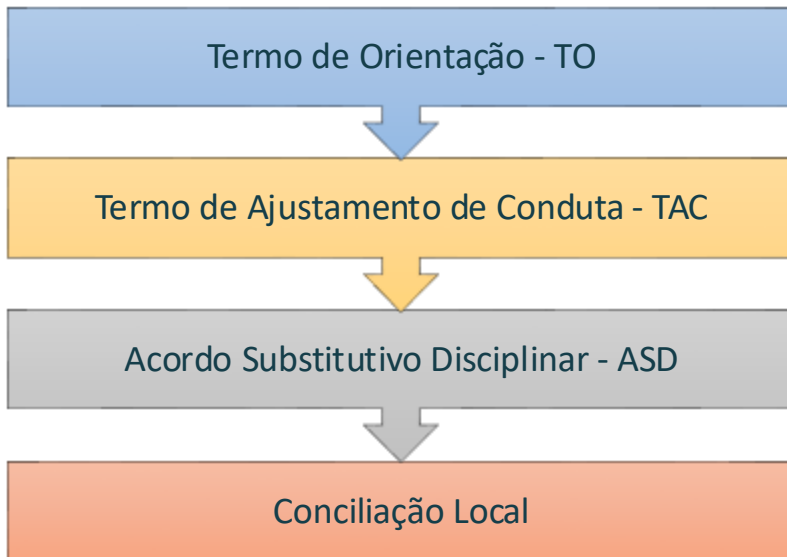 Termo de Orientação - TO
Termo de Ajustamento de Conduta - TAC
Acordo Substitutivo Disciplinar - ASD
Conciliação Local